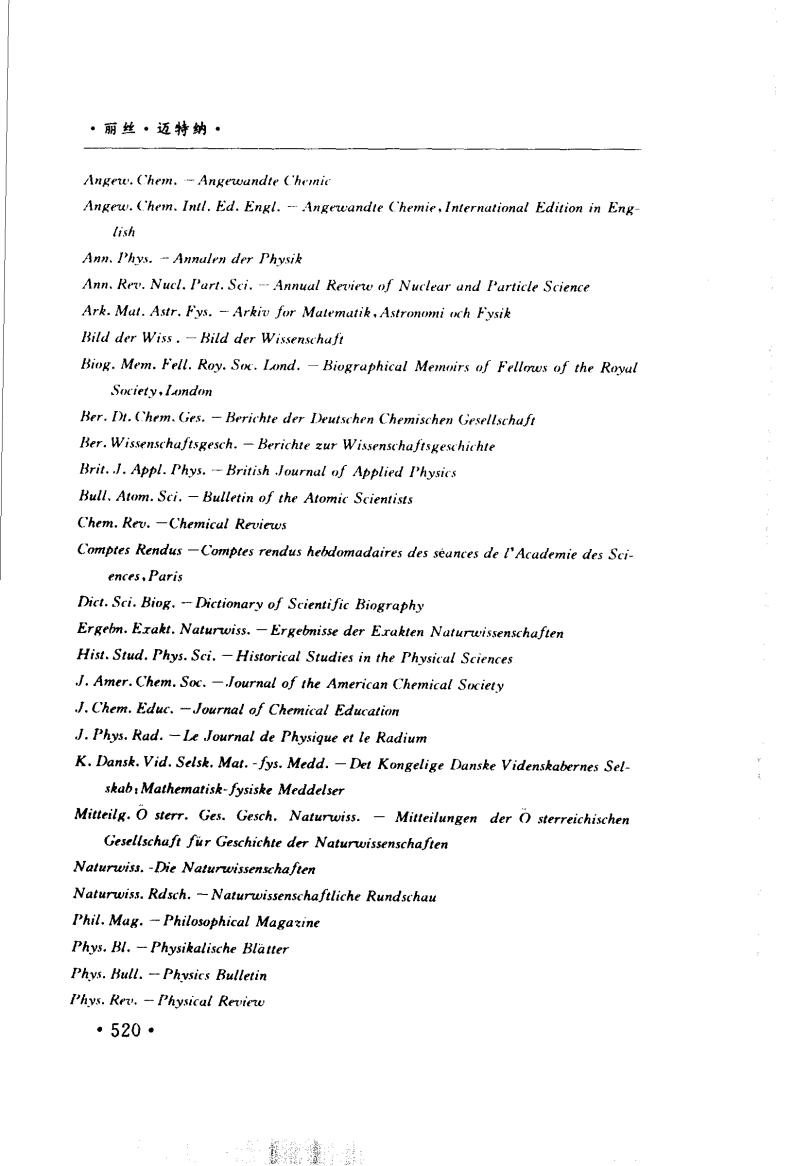 ·丽丝·迈特纳·
Angew. Chem. — Angewandte Chemie
Angew. Chem. Intl. Ed. Engl. — Angewandte Chemie, International Edition in Eng-
lish
Ann. Phys. — Annalen der Physik
Ann. Rev. Nucl. Part. Sci. — Annual Review of Nuclear and Particle Science
Ark. Mat. Astr. Fys. — Arkiv for Matematik, Astronomi och Fysik
Bild der Wiss. — Bild der Wissenschaft
Biog. Mem. Fell. Roy. Soc. Lond. — Biographical Memoirs of Fellows of the Royal
Society, London
Ber. Dt. Chem. Ges. — Berichte der Deutschen Chemischen Gesellschaft
Ber. Wissenschaftsgesch. — Berichte zur Wissenschaftsgeschichte
Brit. J. Appl. Phys. — British Journal of Applied Physics
Bull. Atom. Sci. — Bulletin of the Atomic Scientists
Chem. Rev. —Chemical Reviews
Comptes Rendus —Comptes rendus hebdomadaires des séances de l'Academie des Sci-
ences, Paris
Dict. Sci. Biog. — Dictionary of Scientific Biography
Ergebn. Exakt. Naturwiss. — Ergebnisse der Exakten Naturwissenschaften
Hist. Stud. Phys. Sci. — Historical Studies in the Physical Sciences
J. Amer. Chem. Soc. —Journal of the American Chemical Society
J. Chem. Educ. —Journal of Chemical Education
J. Phys. Rad. —Le Journal de Physique et le Radium
K. Dansk. Vid. Selsk. Mat. -fys. Medd. — Det Kongelige Danske Videnskabernes Sel-
skab; Mathematisk-fysiske Meddelser
Mitteilg. Ö sterr. Ges. Gesch. Naturwiss. — Mitteilungen der Ö sterreichischen
Gesellschaft für Geschichte der Naturwissenschaften
Naturwiss. -Die Naturwissenschaften
Naturwiss. Rdsch. — Naturwissenschaftliche Rundschau
Phil. Mag. — Philosophical Magazine
Phys. Bl. — Physikalische Blätter
Phys. Bull. — Physics Bulletin
Phys. Rev. — Physical Review
·520·